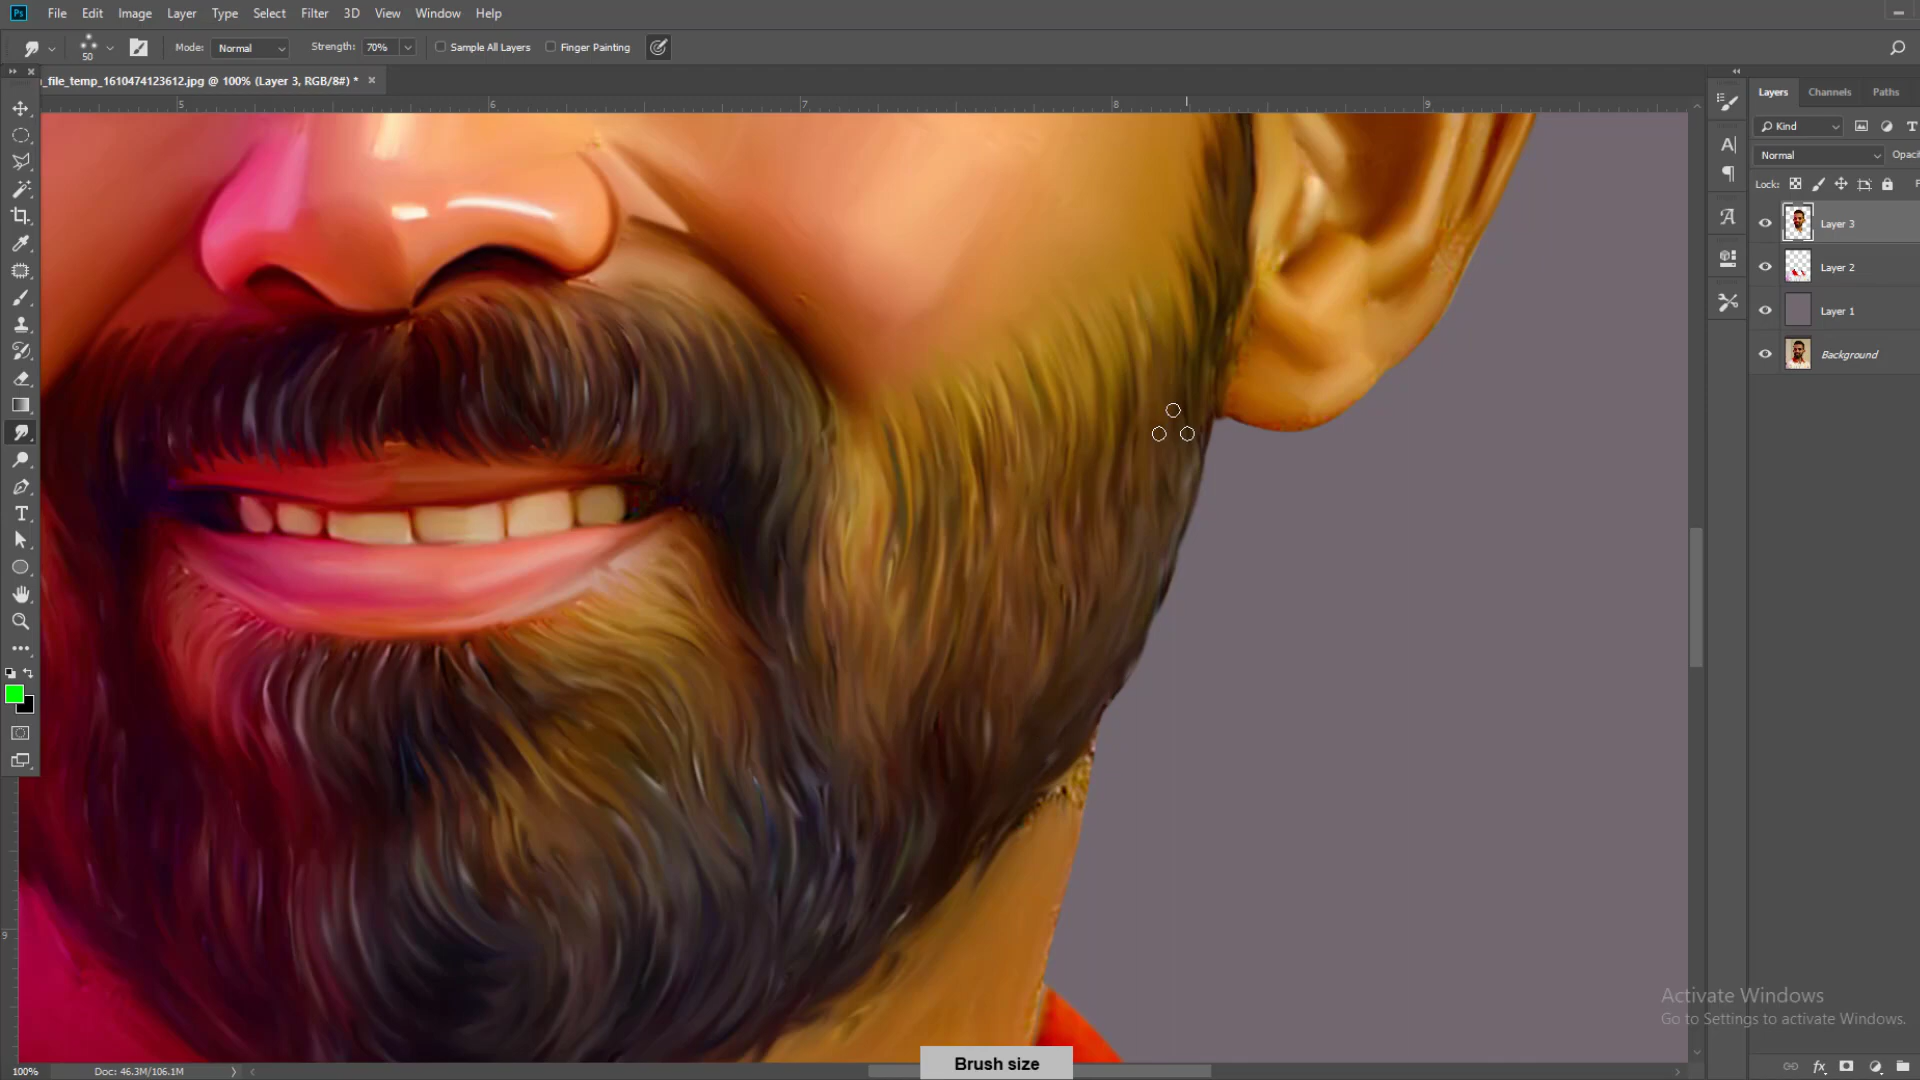 Ps File Edit Image Layer Type Select Filter 3D View Window Help
50 Mode: Normal Strength: 70% Sample All Layers Finger Painting
_file_temp_1610474123612.jpg @ 100% (Layer 3, RGB/8#) * ×
Layers Channels Paths
5 6 7 8 9
Kind
Normal Opac
Lock: F
Layer 3
Layer 2
Layer 1
Background
9
Activate Windows
Go to Settings to activate Windows.
Brush size
100% Doc: 46.3M/106.1M
fx